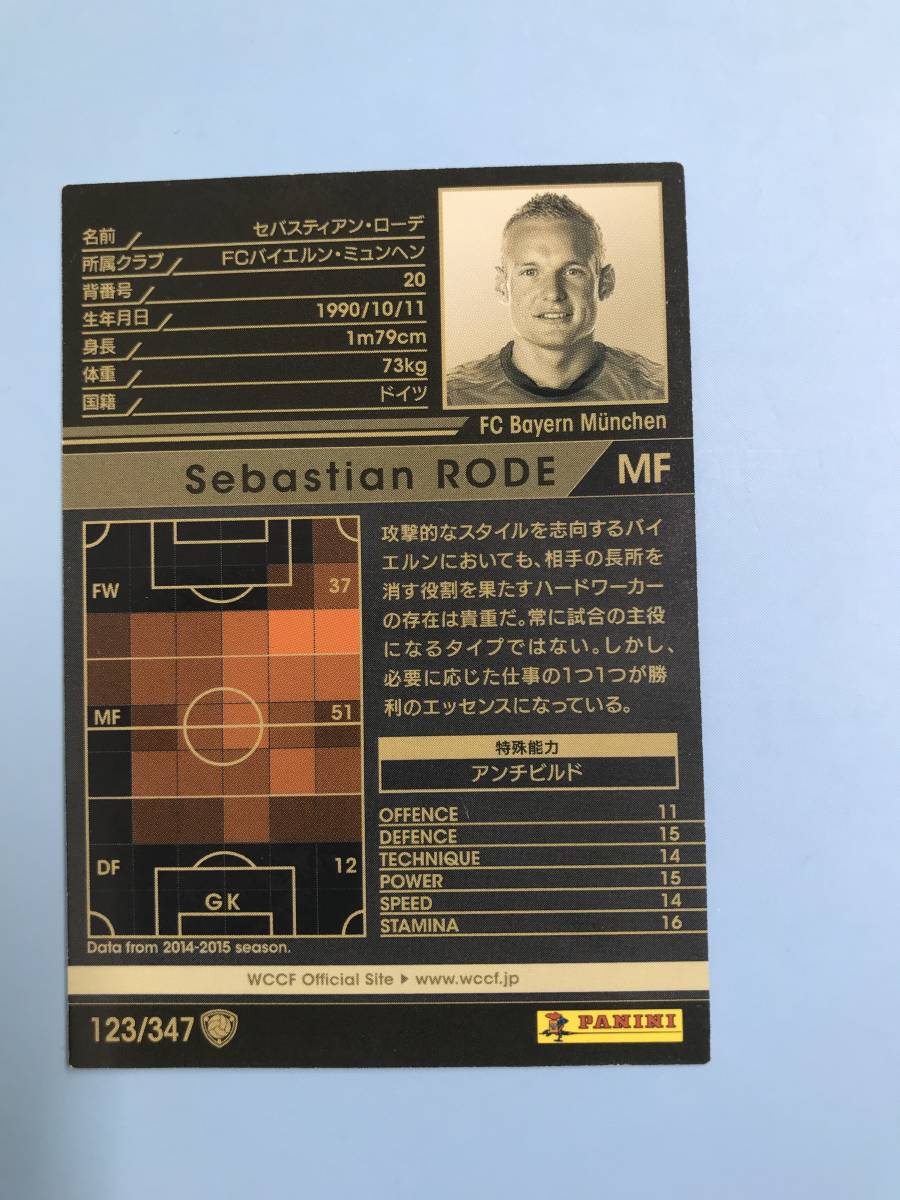 名前 セバスティアン・ローデ
所属クラブ FCバイエルン・ミュンヘン
背番号 20
生年月日 1990/10/11
身長 1m79cm
体重 73kg
国籍 ドイツ
FC Bayern München
Sebastian RODE MF
FW 37
MF 51
DF 12
GK
Data from 2014-2015 season.
攻撃的なスタイルを志向するバイ
エルンにおいても、相手の長所を
消す役割を果たすハードワーカー
の存在は貴重だ。常に試合の主役
になるタイプではない。しかし、
必要に応じた仕事の1つ1つが勝
利のエッセンスになっている。
特殊能力
アンチビルド
OFFENCE 11
DEFENCE 15
TECHNIQUE 14
POWER 15
SPEED 14
STAMINA 16
WCCF Official Site ▶ www.wccf.jp
123/347
PANINI